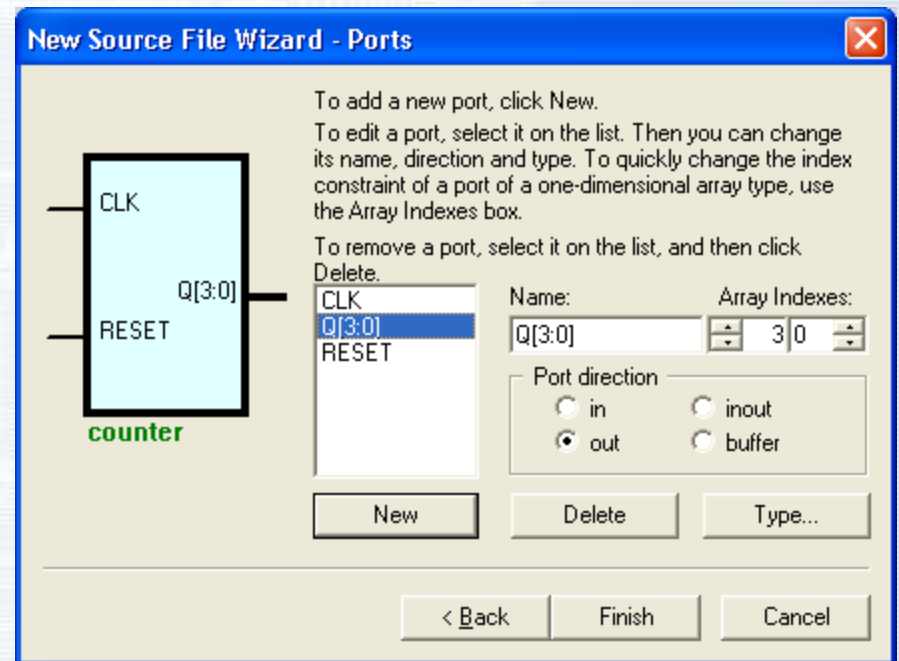 New Source File Wizard - Ports
To add a new port, click New.
To edit a port, select it on the list. Then you can change
its name, direction and type. To quickly change the index
constraint of a port of a one-dimensional array type, use
the Array Indexes box.
To remove a port, select it on the list, and then click
Delete.
CLK
Q[3:0]
RESET
counter
CLK
Q[3:0]
RESET
Name:
Array Indexes:
Q[3:0]
3 0
Port direction
in
inout
out
buffer
New
Delete
Type...
< Back
Finish
Cancel